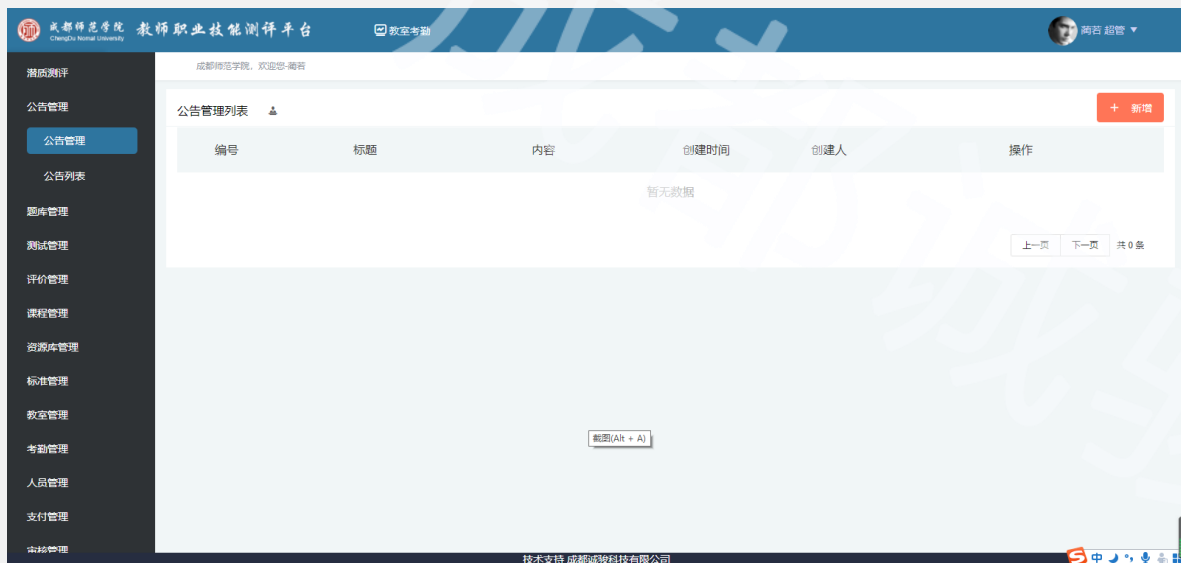 成都师范学院 教师职业技能测评平台 教室考勤 蔺若 超管
ChengDu Normal University
潜质测评
成都师范学院, 欢迎您-蔺若
公告管理
公告管理列表 + 新增
公告管理
编号 标题 内容 创建时间 创建人 操作
公告列表
暂无数据
题库管理
测试管理
上一页 下一页 共 0 条
评价管理
课程管理
资源库管理
标准管理
教室管理
考勤管理
截图(Alt + A)
人员管理
支付管理
审核管理
技术支持 成都诚骏科技有限公司
中